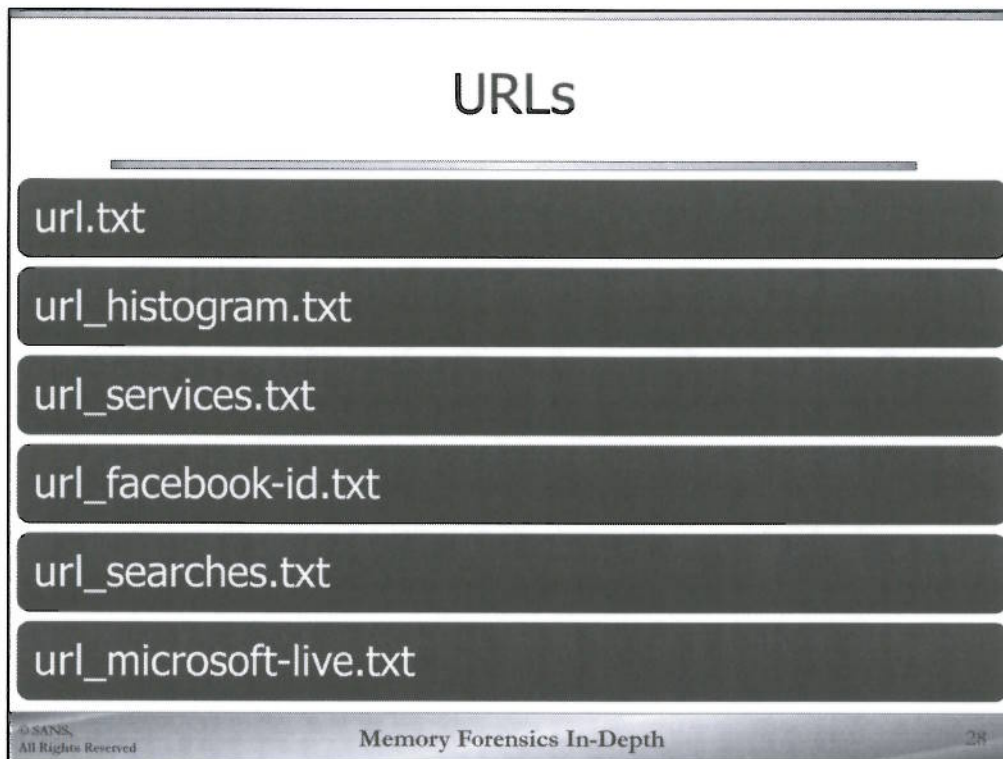 URLs
url.txt
url_histogram.txt
url_services.txt
url_facebook-id.txt
url_searches.txt
url_microsoft-live.txt
© SANS,
All Rights Reserved
Memory Forensics In-Depth
28